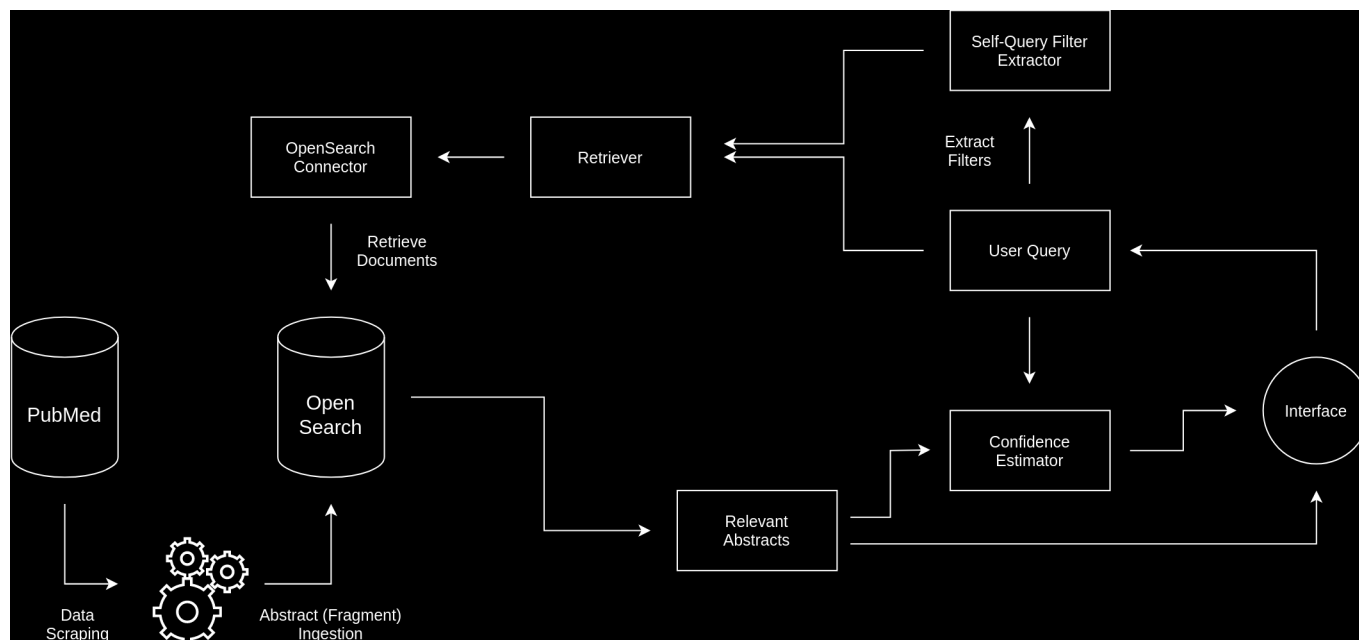 Self-Query Filter
Extractor
OpenSearch
Connector
Retriever
Extract
Filters
Retrieve
Documents
User Query
PubMed
Open
Search
Interface
Confidence
Estimator
Relevant
Abstracts
Data
Scraping
Abstract (Fragment)
Ingestion